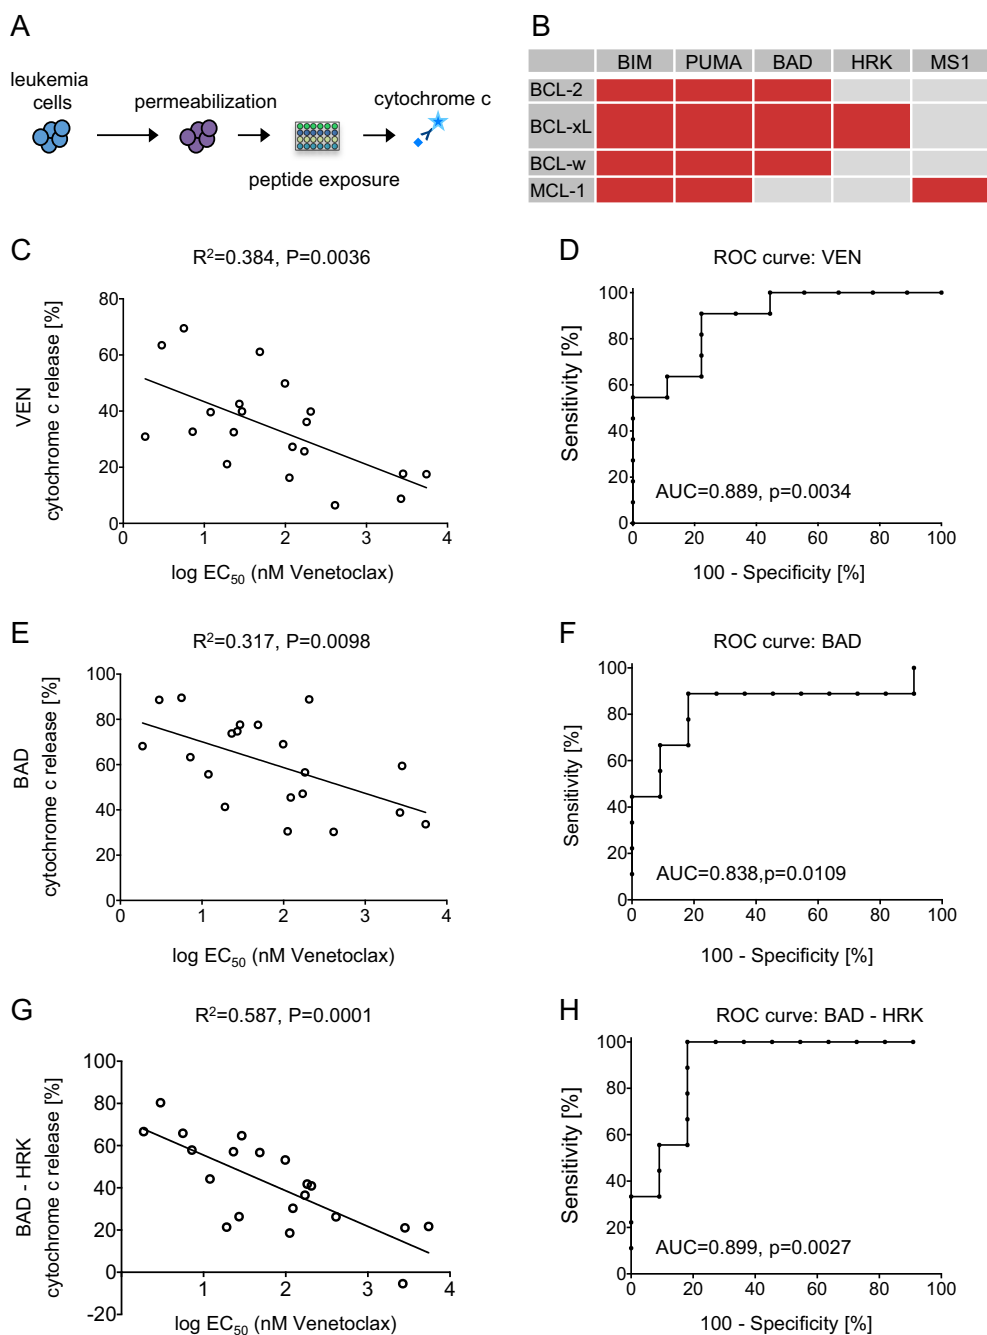 A
leukemia
cells
permeabilization
cytochrome c
peptide exposure
B
BIM PUMA BAD HRK MS1
BCL-2
BCL-xL
BCL-w
MCL-1
C
R²=0.384, P=0.0036
VEN
cytochrome c release [%]
80
60
40
20
0
0 1 2 3 4
log EC₅₀ (nM Venetoclax)
D
ROC curve: VEN
Sensitivity [%]
100
80
60
40
20
0
AUC=0.889, p=0.0034
0 20 40 60 80 100
100 - Specificity [%]
E
R²=0.317, P=0.0098
BAD
cytochrome c release [%]
100
80
60
40
20
0
0 1 2 3 4
log EC₅₀ (nM Venetoclax)
F
ROC curve: BAD
Sensitivity [%]
100
80
60
40
20
0
AUC=0.838,p=0.0109
0 20 40 60 80 100
100 - Specificity [%]
G
R²=0.587, P=0.0001
BAD - HRK
cytochrome c release [%]
100
80
60
40
20
0
-20
1 2 3 4
log EC₅₀ (nM Venetoclax)
H
ROC curve: BAD - HRK
Sensitivity [%]
100
80
60
40
20
0
AUC=0.899, p=0.0027
0 20 40 60 80 100
100 - Specificity [%]